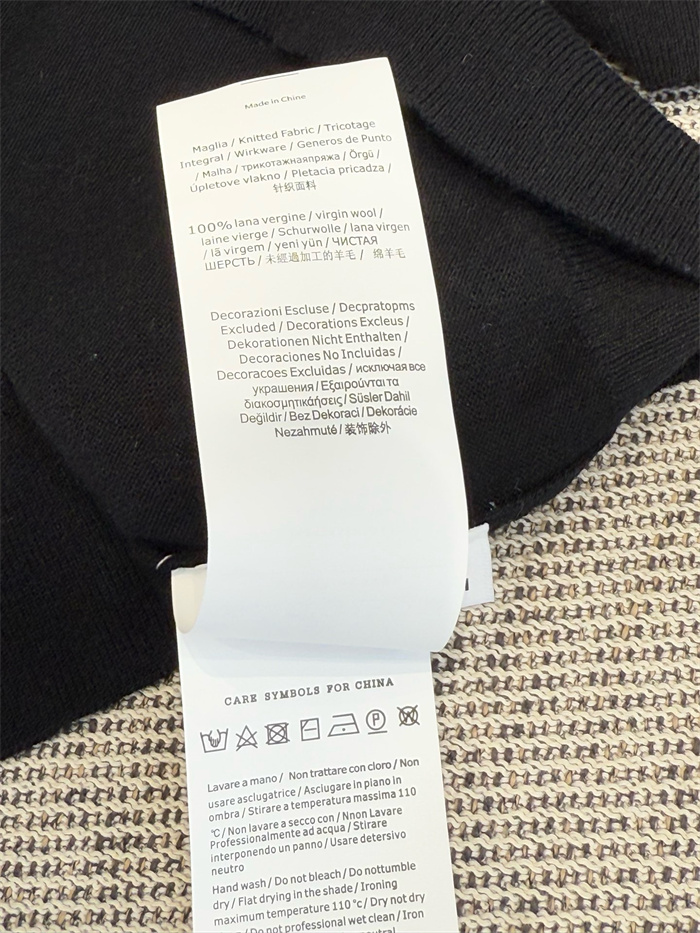 Made in China
Maglia / Knitted Fabric / Tricotage
Integral / Wirkware / Generos de Punto
/ Malha / трикотажнаяпряжа / Örgü /
Úpletove vlakno / Pletacia pricadza /
针织面料
100% lana vergine / virgin wool /
laine vierge / Schurwolle / lana virgen
/ lã virgem / yeni yün / ЧИСТАЯ
ШЕРСТЬ / 未經過加工的羊毛 / 绵羊毛
Decorazioni Escluse / Decpratopms
Excluded / Decorations Excleus /
Dekorationen Nicht Enthalten /
Decoraciones No Incluidas /
Decoracoes Excluidas / исключая все
украшения / Εξαιρούνται τα
διακοσμητικάήσεις / Süsler Dahil
Değildir / Bez Dekoraci / Dekorácie
Nezahrnuté / 装饰除外
CARE SYMBOLS FOR CHINA
P
Lavare a mano / Non trattare con cloro / Non
usare asclugatrice / Asclugare in piano in
ombra / Stirare a temperatura massima 110
℃ / Non lavare a secco con / Nnon Lavare
Professionalmente ad acqua / Stirare
interponendo un panno / Usare detersivo
neutro
Hand wash / Do not bleach / Do nottumble
dry / Flat drying in the shade / Ironing
maximum temperature 110 ℃ / Dry not dry
/ Do not professional wet clean / Iron